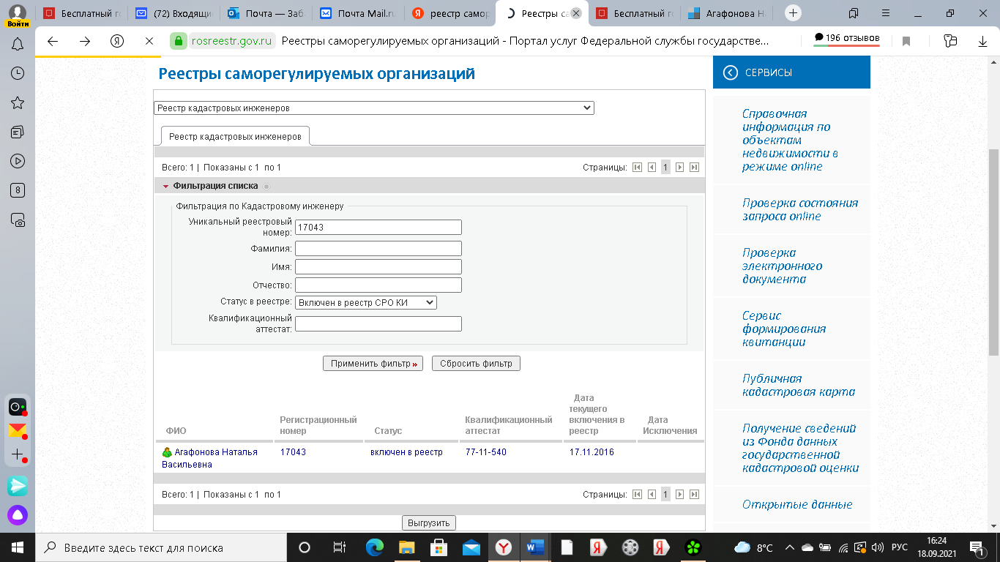 Бесплатный го
(72) Входящи
Почта — Заба
Почта Mail.ru
реестр самор
Реестры са
Бесплатный го
Агафонова Н
Войти
rosreestr.gov.ru
Реестры саморегулируемых организаций - Портал услуг Федеральной службы государстве...
196 отзывов
Реестры саморегулируемых организаций
Реестр кадастровых инженеров
Реестр кадастровых инженеров
Всего: 1 | Показаны с 1 по 1
Страницы: 1
Фильтрация списка
Фильтрация по Кадастровому инженеру
Уникальный реестровый
номер: 17043
Фамилия:
Имя:
Отчество:
Статус в реестре: Включен в реестр СРО КИ
Квалификационный
аттестат:
Применить фильтр»
Сбросить фильтр
ФИО
Регистрационный
номер
Статус
Квалификационный
аттестат
Дата
текущего
включения в
реестр
Дата
Исключения
Агафонова Наталья
Васильевна
17043
включен в реестр
77-11-540
17.11.2016
Всего: 1 | Показаны с 1 по 1
Страницы: 1
Выгрузить
СЕРВИСЫ
Справочная
информация по
объектам
недвижимости в
режиме online
Проверка состояния
запроса online
Проверка
электронного
документа
Сервис
формирования
квитанции
Публичная
кадастровая карта
Получение сведений
из Фонда данных
государственной
кадастровой оценки
Открытые данные
8
Введите здесь текст для поиска
8°C
РУС
16:24
18.09.2021
1